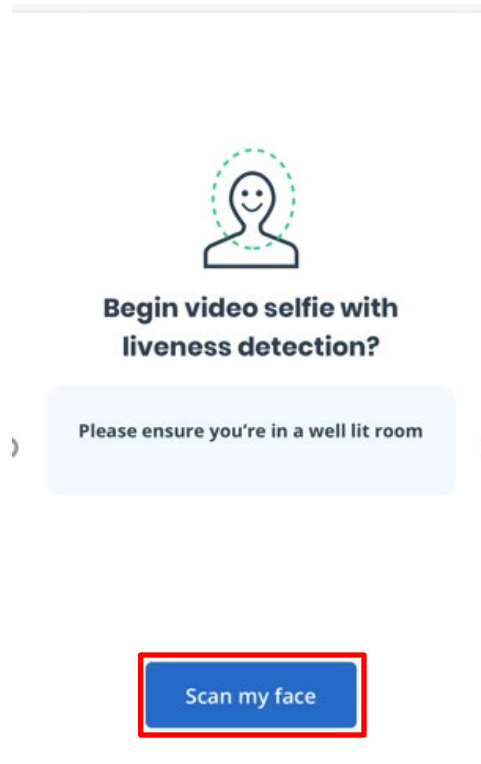 Begin video selfie with
liveness detection?
Please ensure you're in a well lit room
Scan my face